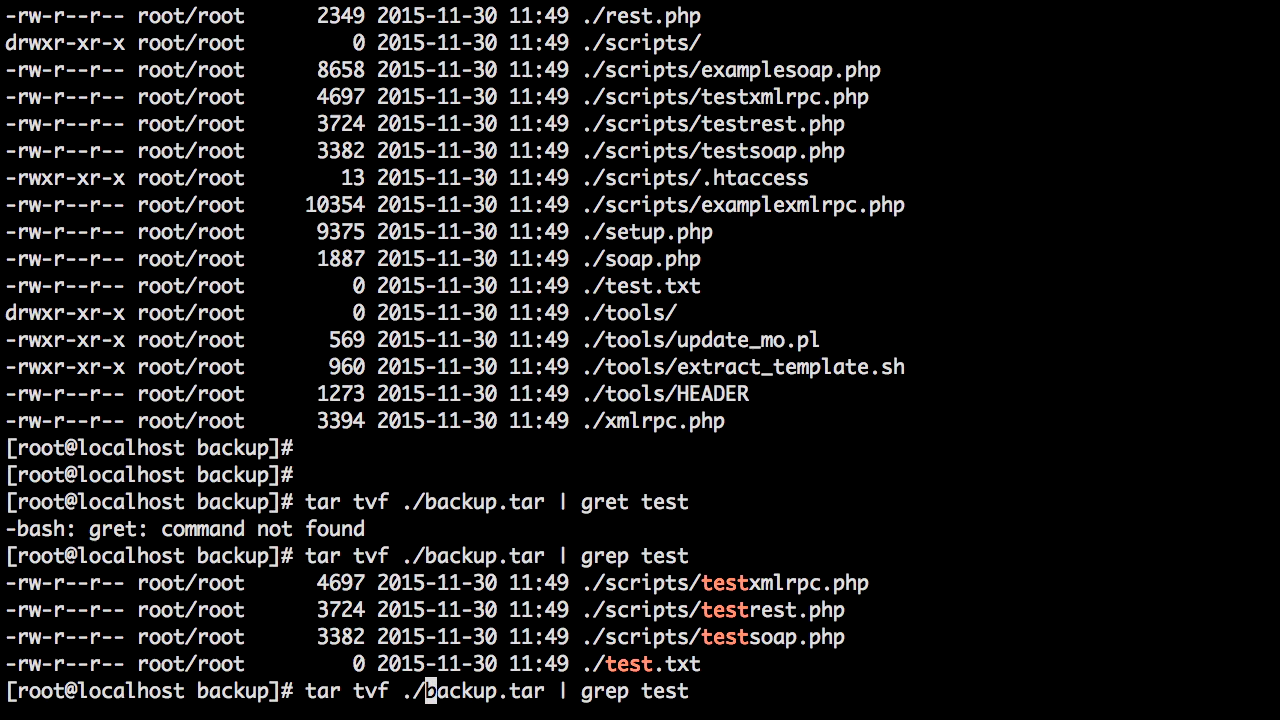 -rw-r--r-- root/root      2349 2015-11-30 11:49 ./rest.php
drwxr-xr-x root/root         0 2015-11-30 11:49 ./scripts/
-rw-r--r-- root/root      8658 2015-11-30 11:49 ./scripts/examplesoap.php
-rw-r--r-- root/root      4697 2015-11-30 11:49 ./scripts/testxmlrpc.php
-rw-r--r-- root/root      3724 2015-11-30 11:49 ./scripts/testrest.php
-rw-r--r-- root/root      3382 2015-11-30 11:49 ./scripts/testsoap.php
-rwxr-xr-x root/root        13 2015-11-30 11:49 ./scripts/.htaccess
-rw-r--r-- root/root     10354 2015-11-30 11:49 ./scripts/examplexmlrpc.php
-rw-r--r-- root/root      9375 2015-11-30 11:49 ./setup.php
-rw-r--r-- root/root      1887 2015-11-30 11:49 ./soap.php
-rw-r--r-- root/root         0 2015-11-30 11:49 ./test.txt
drwxr-xr-x root/root         0 2015-11-30 11:49 ./tools/
-rwxr-xr-x root/root       569 2015-11-30 11:49 ./tools/update_mo.pl
-rwxr-xr-x root/root       960 2015-11-30 11:49 ./tools/extract_template.sh
-rw-r--r-- root/root      1273 2015-11-30 11:49 ./tools/HEADER
-rw-r--r-- root/root      3394 2015-11-30 11:49 ./xmlrpc.php
[root@localhost backup]#
[root@localhost backup]#
[root@localhost backup]# tar tvf ./backup.tar | gret test
-bash: gret: command not found
[root@localhost backup]# tar tvf ./backup.tar | grep test
-rw-r--r-- root/root      4697 2015-11-30 11:49 ./scripts/testxmlrpc.php
-rw-r--r-- root/root      3724 2015-11-30 11:49 ./scripts/testrest.php
-rw-r--r-- root/root      3382 2015-11-30 11:49 ./scripts/testsoap.php
-rw-r--r-- root/root         0 2015-11-30 11:49 ./test.txt
[root@localhost backup]# tar tvf ./backup.tar | grep test